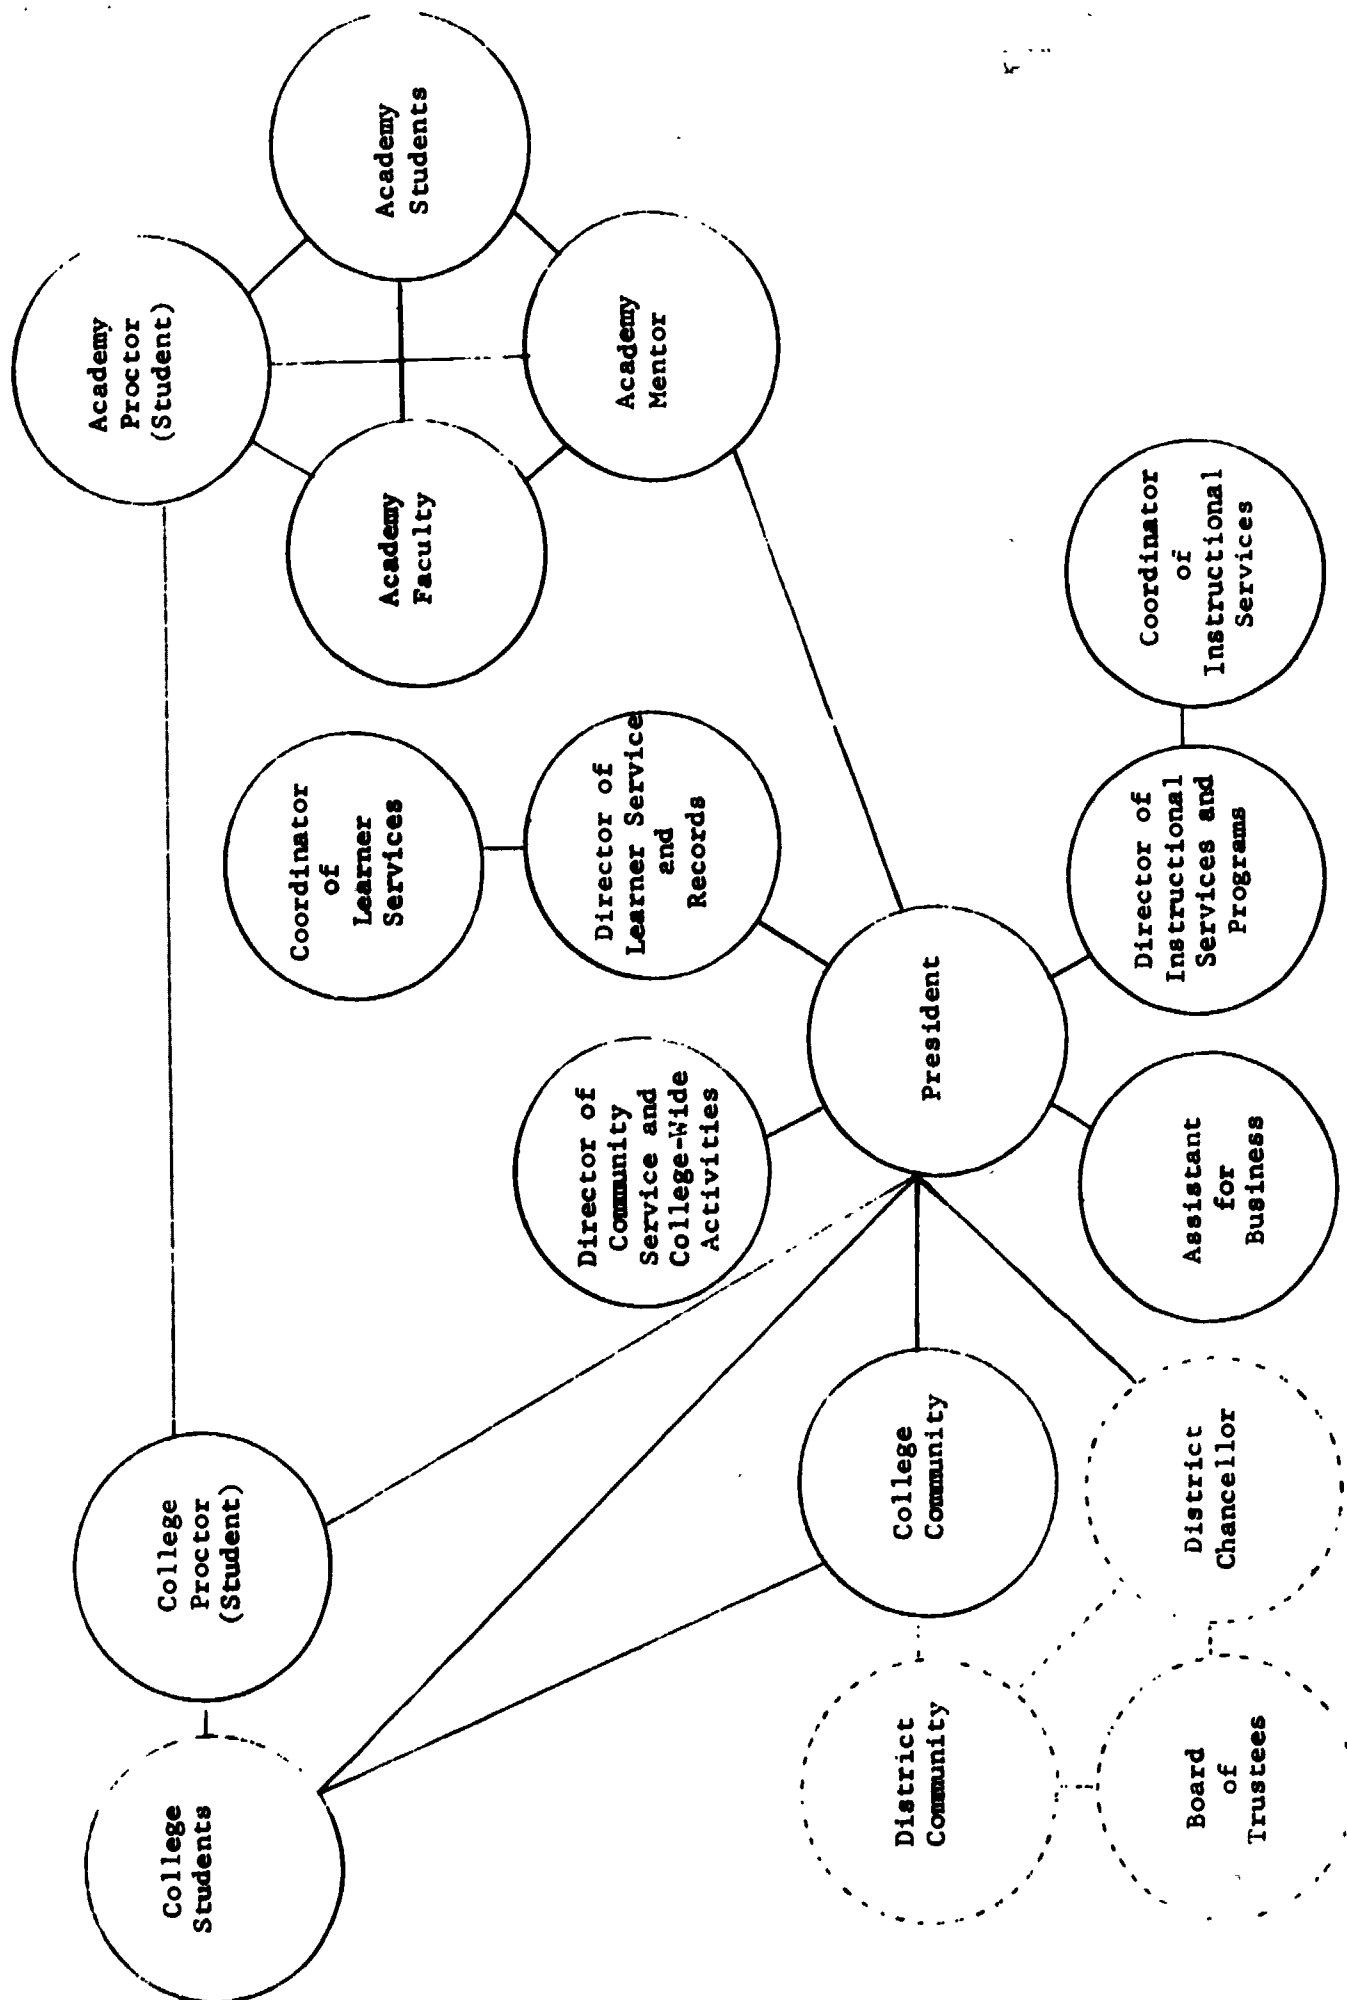 College
Students
College
Proctor
(Student)
Academy
Proctor
(Student)
Coordinator
of
Learner
Services
Academy
Faculty
Academy
Students
Director of
Community
Service and
College-Wide
Activities
Director of
Learner Service
and
Records
Academy
Mentor
District
Community
College
Community
President
Board
of
Trustees
District
Chancellor
Assistant
for
Business
Director of
Instructional
Services and
Programs
Coordinator
of
Instructional
Services